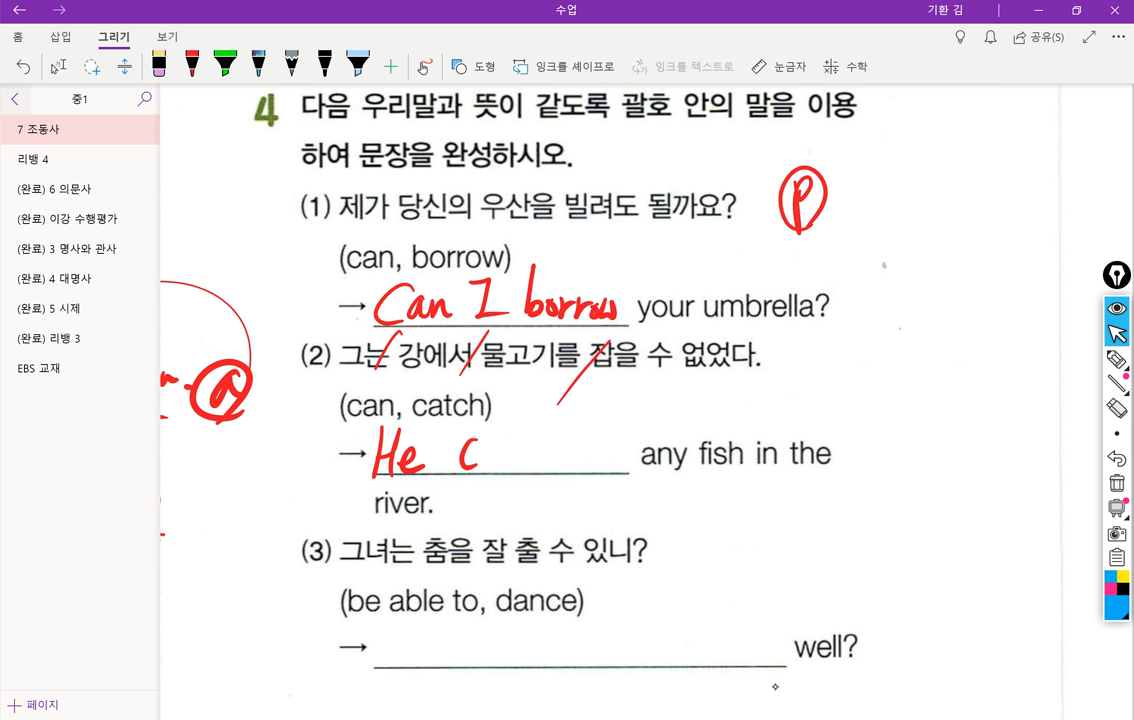 수업
기환 김
홈 삽입 그리기 보기
공유(S)
도형 잉크를 셰이프로 잉크를 텍스트로 눈금자 수학
중1
7 조동사
리뱅 4
(완료) 6 의문사
(완료) 이강 수행평가
(완료) 3 명사와 관사
(완료) 4 대명사
(완료) 5 시제
(완료) 리뱅 3
EBS 교재
페이지
4 다음 우리말과 뜻이 같도록 괄호 안의 말을 이용
하여 문장을 완성하시오.
(1) 제가 당신의 우산을 빌려도 될까요? P
(can, borrow)
→ Can I borrow your umbrella?
(2) 그는 강에서 물고기를 잡을 수 없었다.
(can, catch)
→ He c any fish in the
river.
(3) 그녀는 춤을 잘 출 수 있니?
(be able to, dance)
→ well?